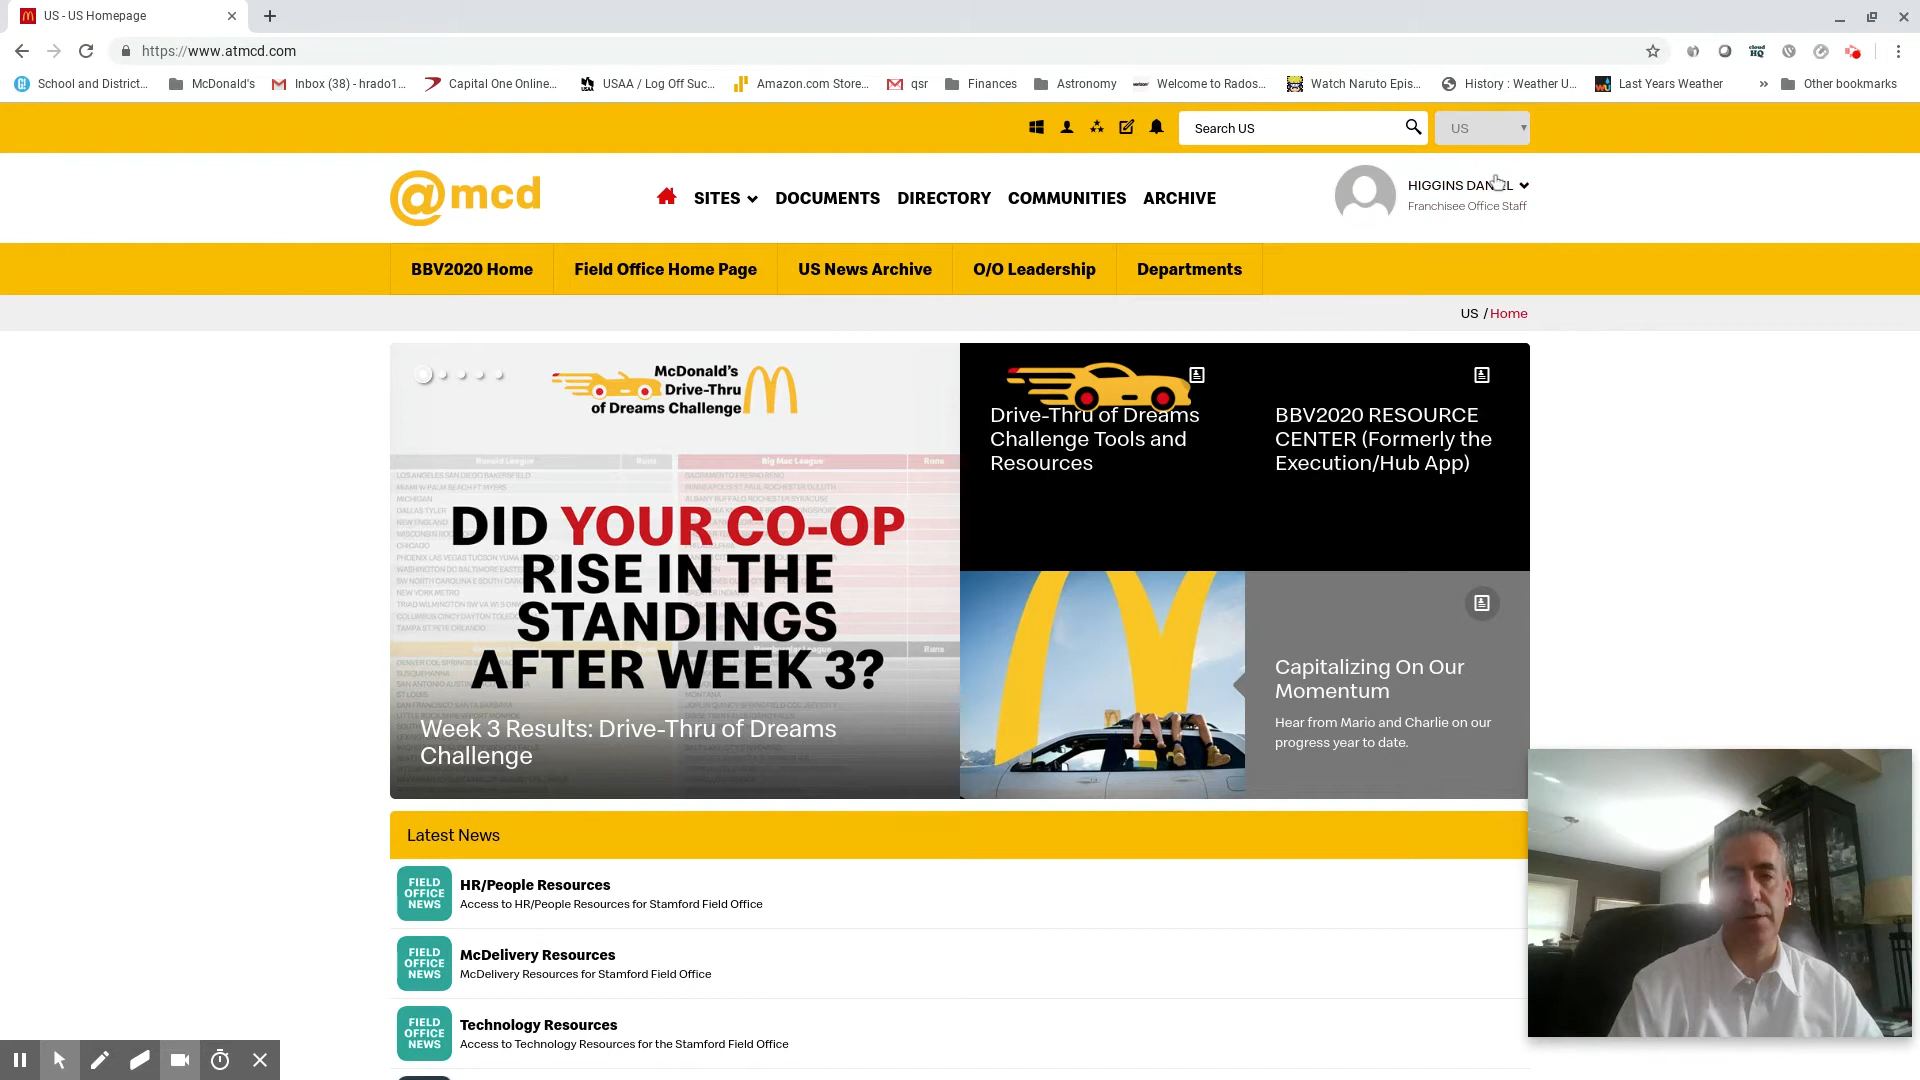 US - US Homepage
https://www.atmcd.com
School and District...
McDonald's
Inbox (38) - hrado1...
Capital One Online...
USAA / Log Off Suc...
Amazon.com Store...
qsr
Finances
Astronomy
Welcome to Rados...
Watch Naruto Epis...
History : Weather U...
Last Years Weather
Other bookmarks
Search US
US
@mcd
SITES
DOCUMENTS
DIRECTORY
COMMUNITIES
ARCHIVE
HIGGINS
Franchisee Office Staff
BBV2020 Home
Field Office Home Page
US News Archive
O/O Leadership
Departments
US / Home
McDonald's
Drive-Thru
of Dreams Challenge
Ronald League
Runs
Big Mac League
Runs
DID YOUR CO-OP
RISE IN THE
STANDINGS
AFTER WEEK 3?
Week 3 Results: Drive-Thru of Dreams
Challenge
Drive-Thru of Dreams
Challenge Tools and
Resources
BBV2020 RESOURCE
CENTER (Formerly the
Execution/Hub App)
Capitalizing On Our
Momentum
Hear from Mario and Charlie on our
progress year to date.
Latest News
FIELD
OFFICE
NEWS
HR/People Resources
Access to HR/People Resources for Stamford Field Office
FIELD
OFFICE
NEWS
McDelivery Resources
McDelivery Resources for Stamford Field Office
FIELD
OFFICE
NEWS
Technology Resources
Access to Technology Resources for the Stamford Field Office